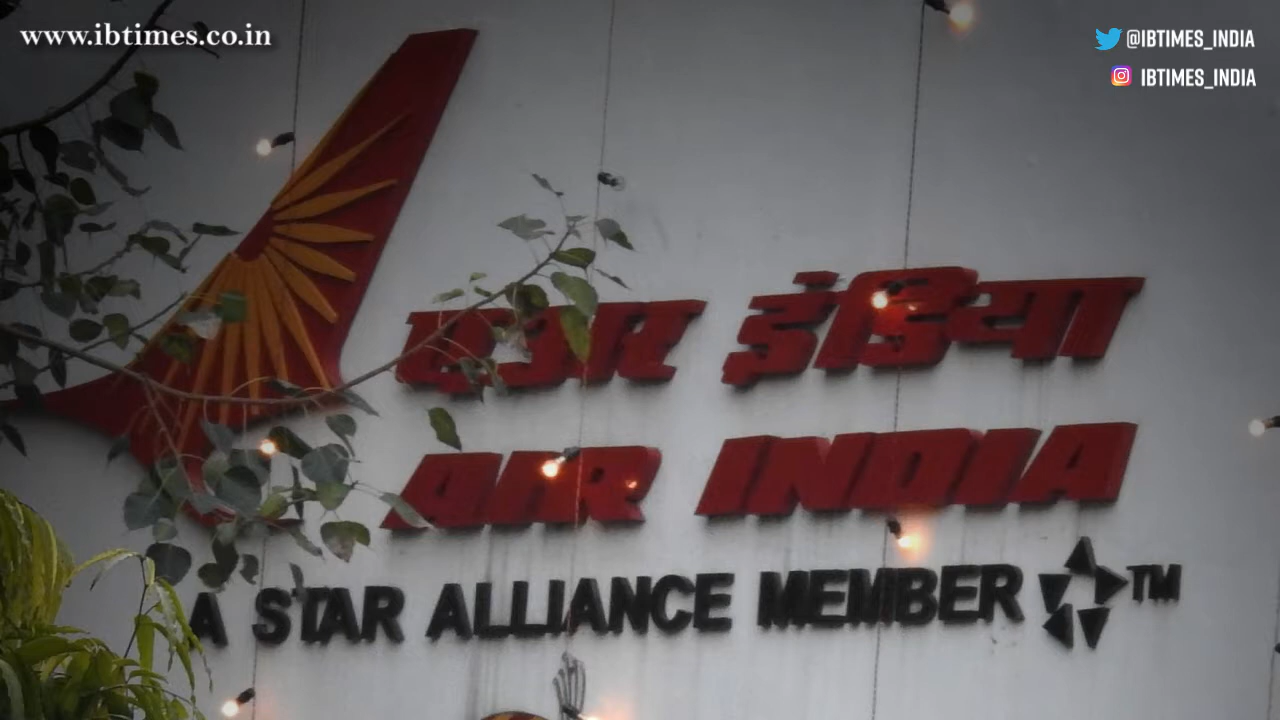 www.ibtimes.co.in
@IBTIMES_INDIA
IBTIMES_INDIA
एअर इंडिया
AIR INDIA
A STAR ALLIANCE MEMBER TM